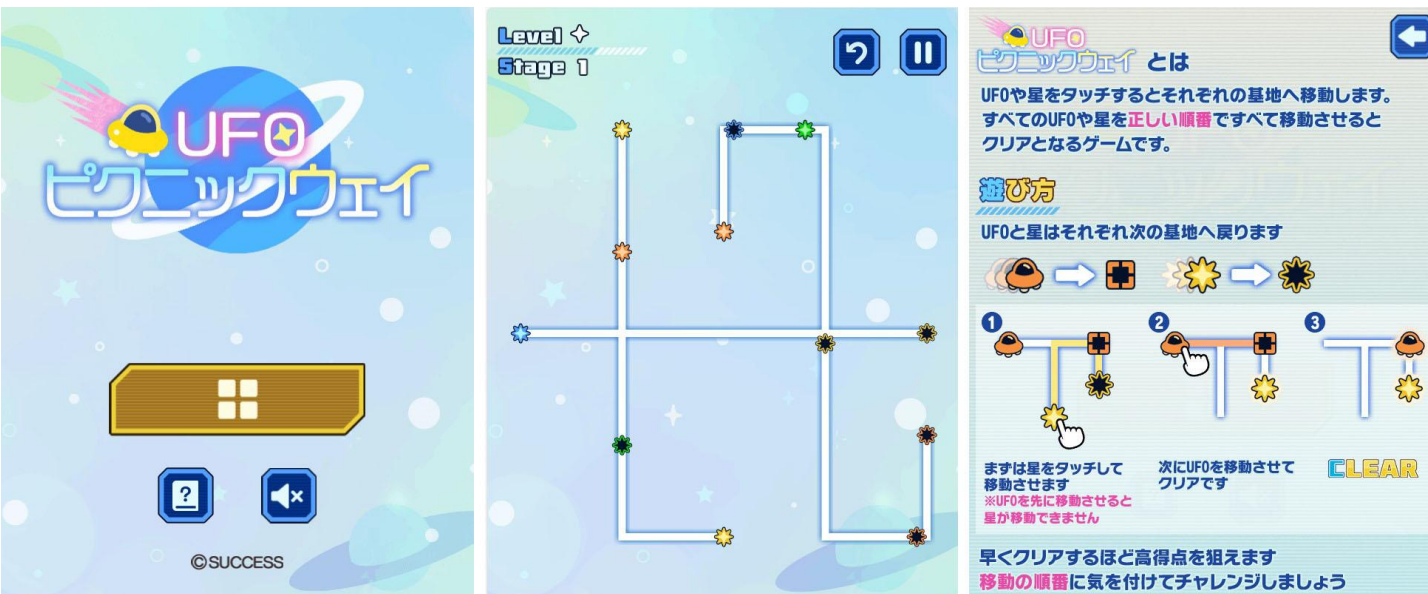 UFO
ピクニックウェイ
©SUCCESS
Level
Stage 1
UFO
ピクニックウェイ とは
UFOや星をタッチするとそれぞれの基地へ移動します。
すべてのUFOや星を正しい順番ですべて移動させると
クリアとなるゲームです。
遊び方
UFOと星はそれぞれ次の基地へ戻ります
1
2
3
まずは星をタッチして
移動させます
※UFOを先に移動させると
星が移動できません
次にUFOを移動させて
クリアです
CLEAR
早くクリアするほど高得点を狙えます
移動の順番に気を付けてチャレンジしましょう